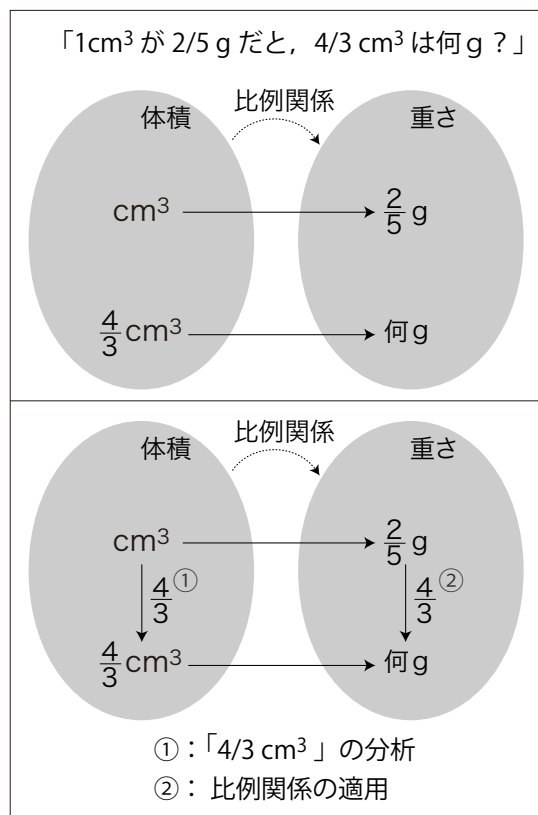 「1cm³ が 2/5 g だと，4/3 cm³ は何g？」
比例関係
体積 重さ
cm³ 2/5 g
4/3 cm³ 何g
比例関係
体積 重さ
cm³ 2/5 g
4/3 ① 4/3 ②
4/3 cm³ 何g
①：「4/3 cm³ 」の分析
②： 比例関係の適用